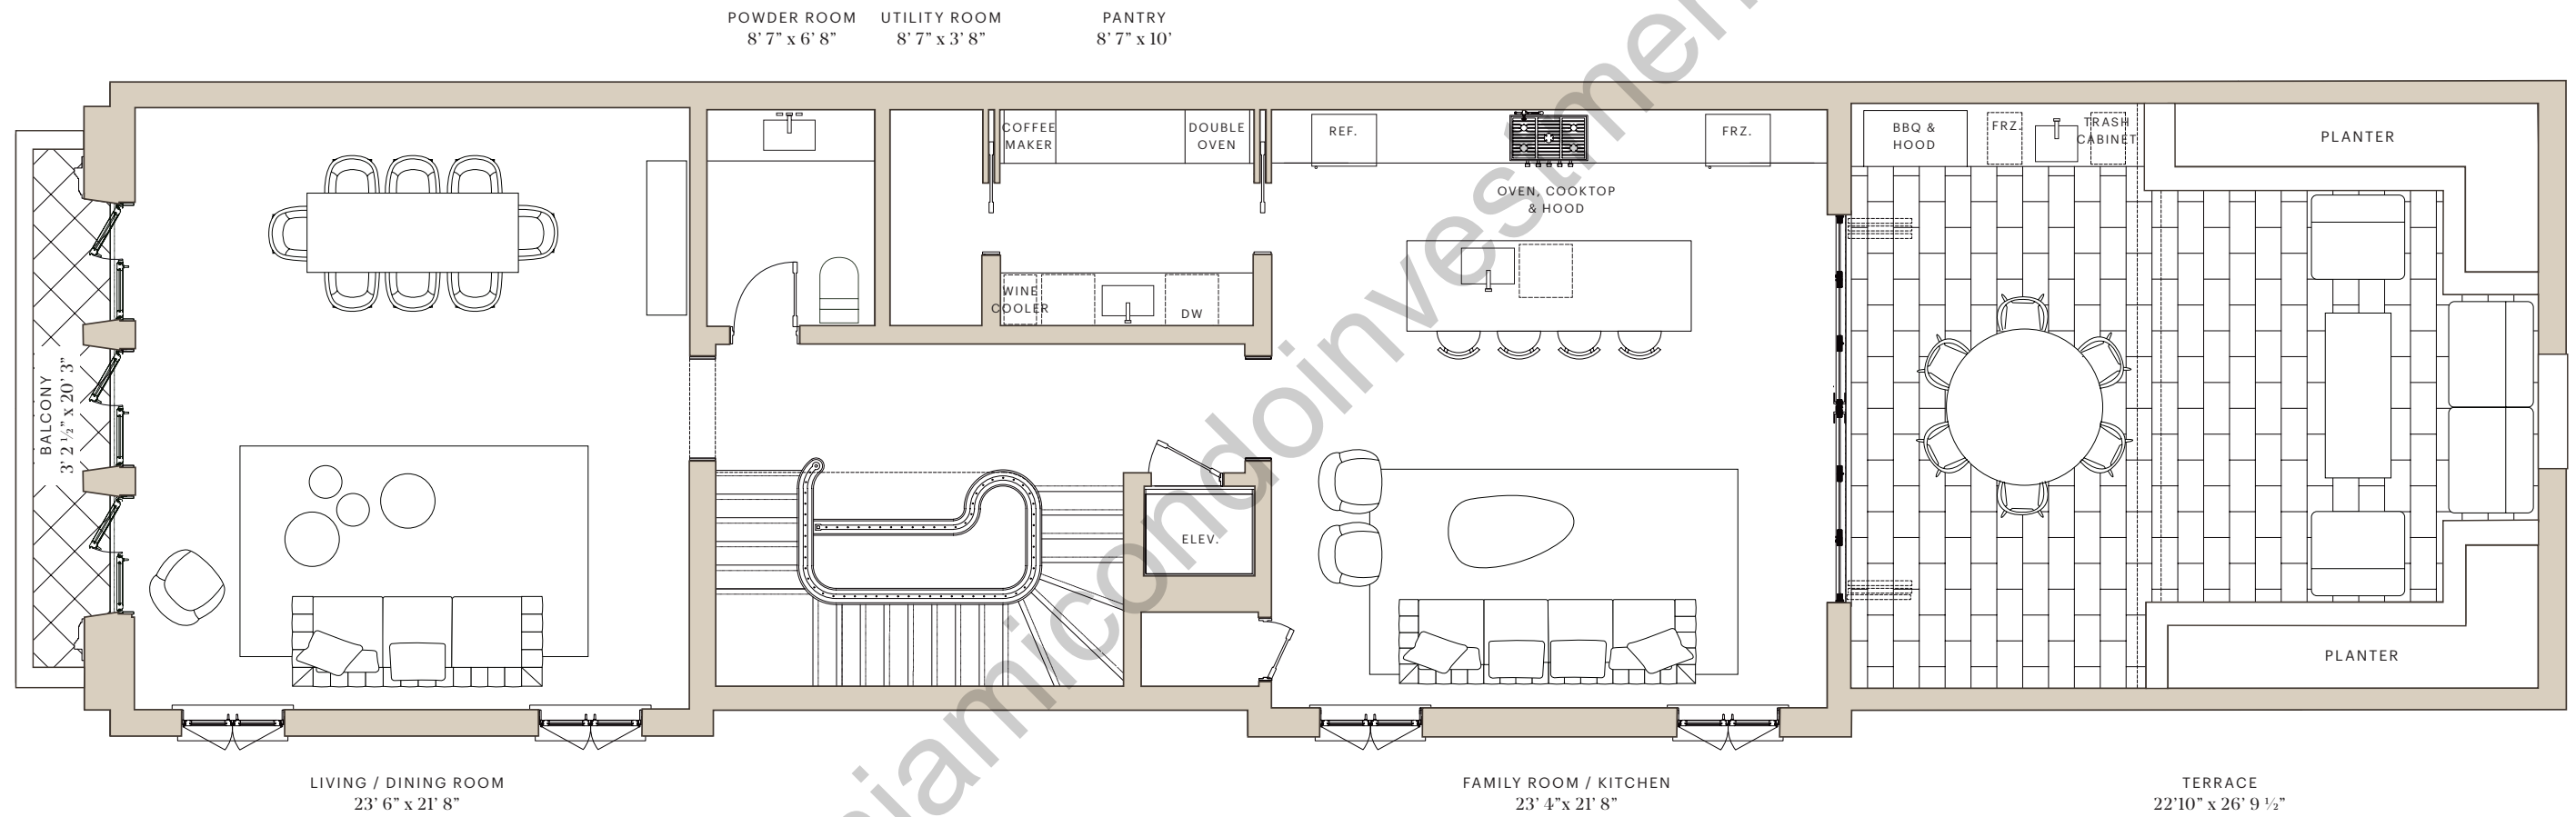 POWDER ROOM
8' 7" x 6' 8"
UTILITY ROOM
8' 7" x 3' 8"
PANTRY
8' 7" x 10'
COFFEE
MAKER
DOUBLE
OVEN
REF.
FRZ.
OVEN, COOKTOP
& HOOD
BBQ &
HOOD
FRZ.
TRASH
CABINET
PLANTER
WINE
COOLER
DW
BALCONY
3' 2 ½" x 20' 3"
ELEV.
PLANTER
LIVING / DINING ROOM
23' 6" x 21' 8"
FAMILY ROOM / KITCHEN
23' 4"x 21' 8"
TERRACE
22'10" x 26' 9 ½"
iamicondoinvestmen